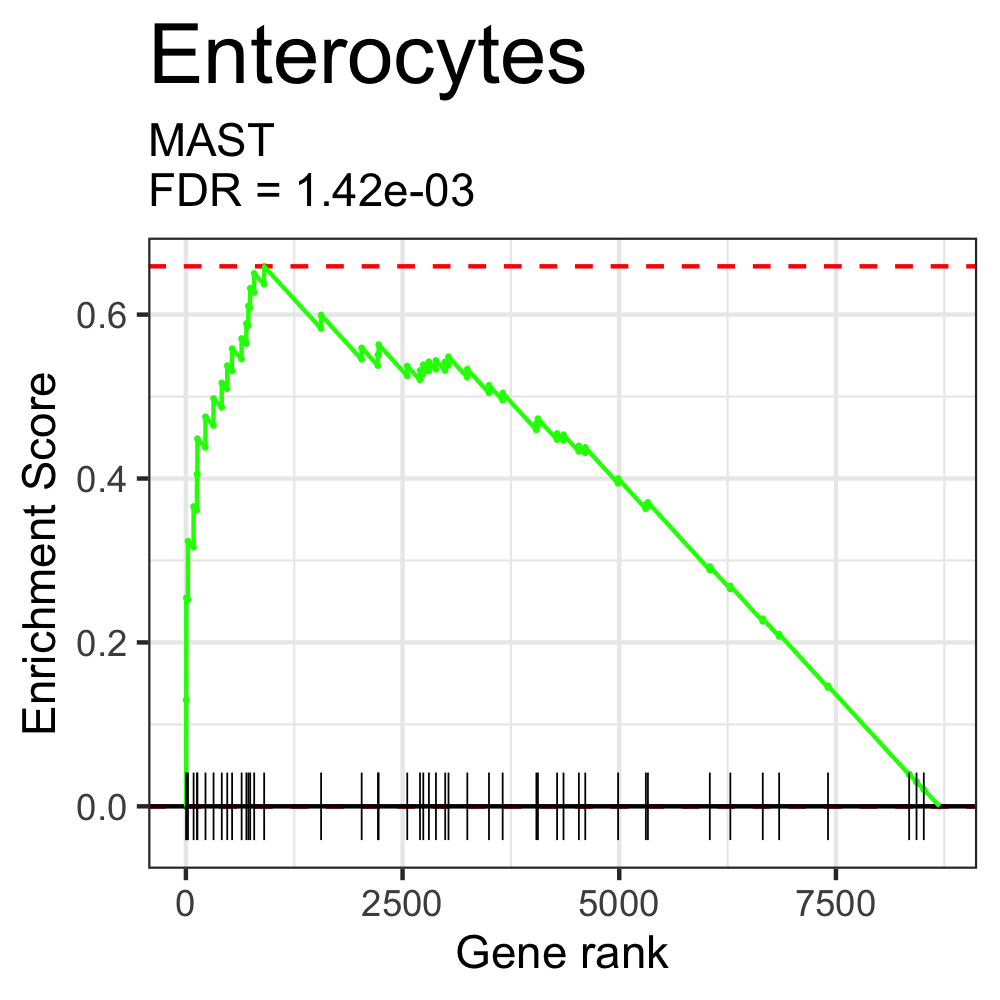 Enterocytes
MAST
FDR = 1.42e-03
Enrichment Score
0.6
0.4
0.2
0.0
0
2500
5000
7500
Gene rank